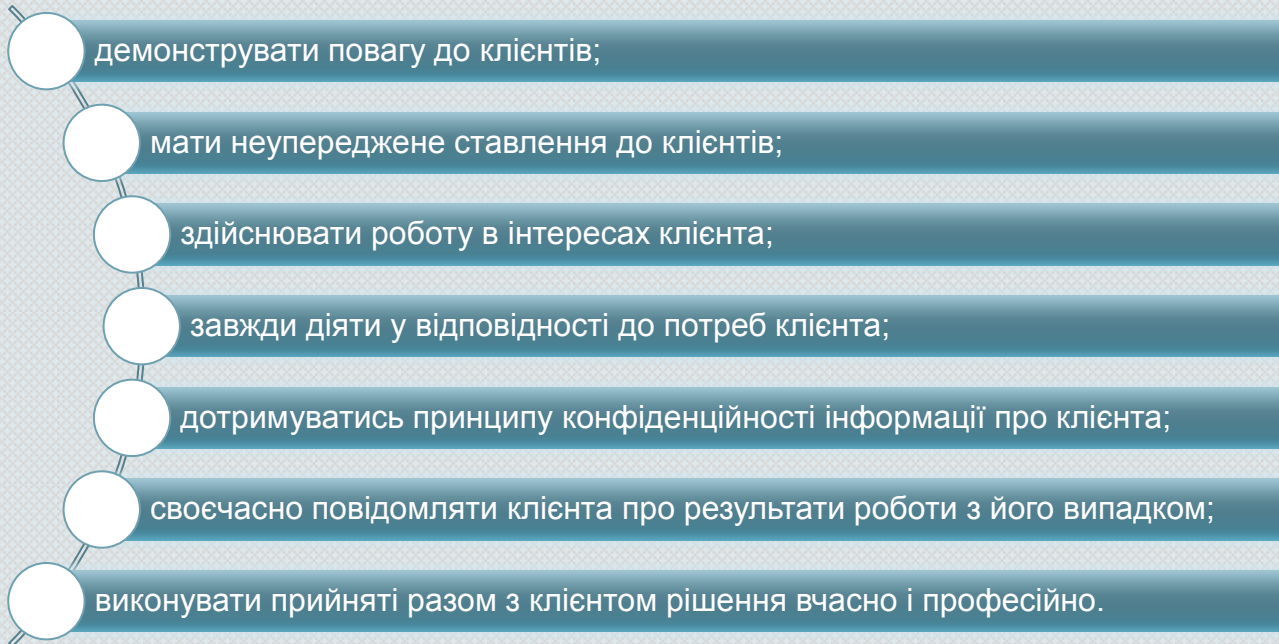 демонструвати повагу до клієнтів;
мати неупереджене ставлення до клієнтів;
здійснювати роботу в інтересах клієнта;
завжди діяти у відповідності до потреб клієнта;
дотримуватись принципу конфіденційності інформації про клієнта;
своєчасно повідомляти клієнта про результати роботи з його випадком;
виконувати прийняті разом з клієнтом рішення вчасно і професійно.